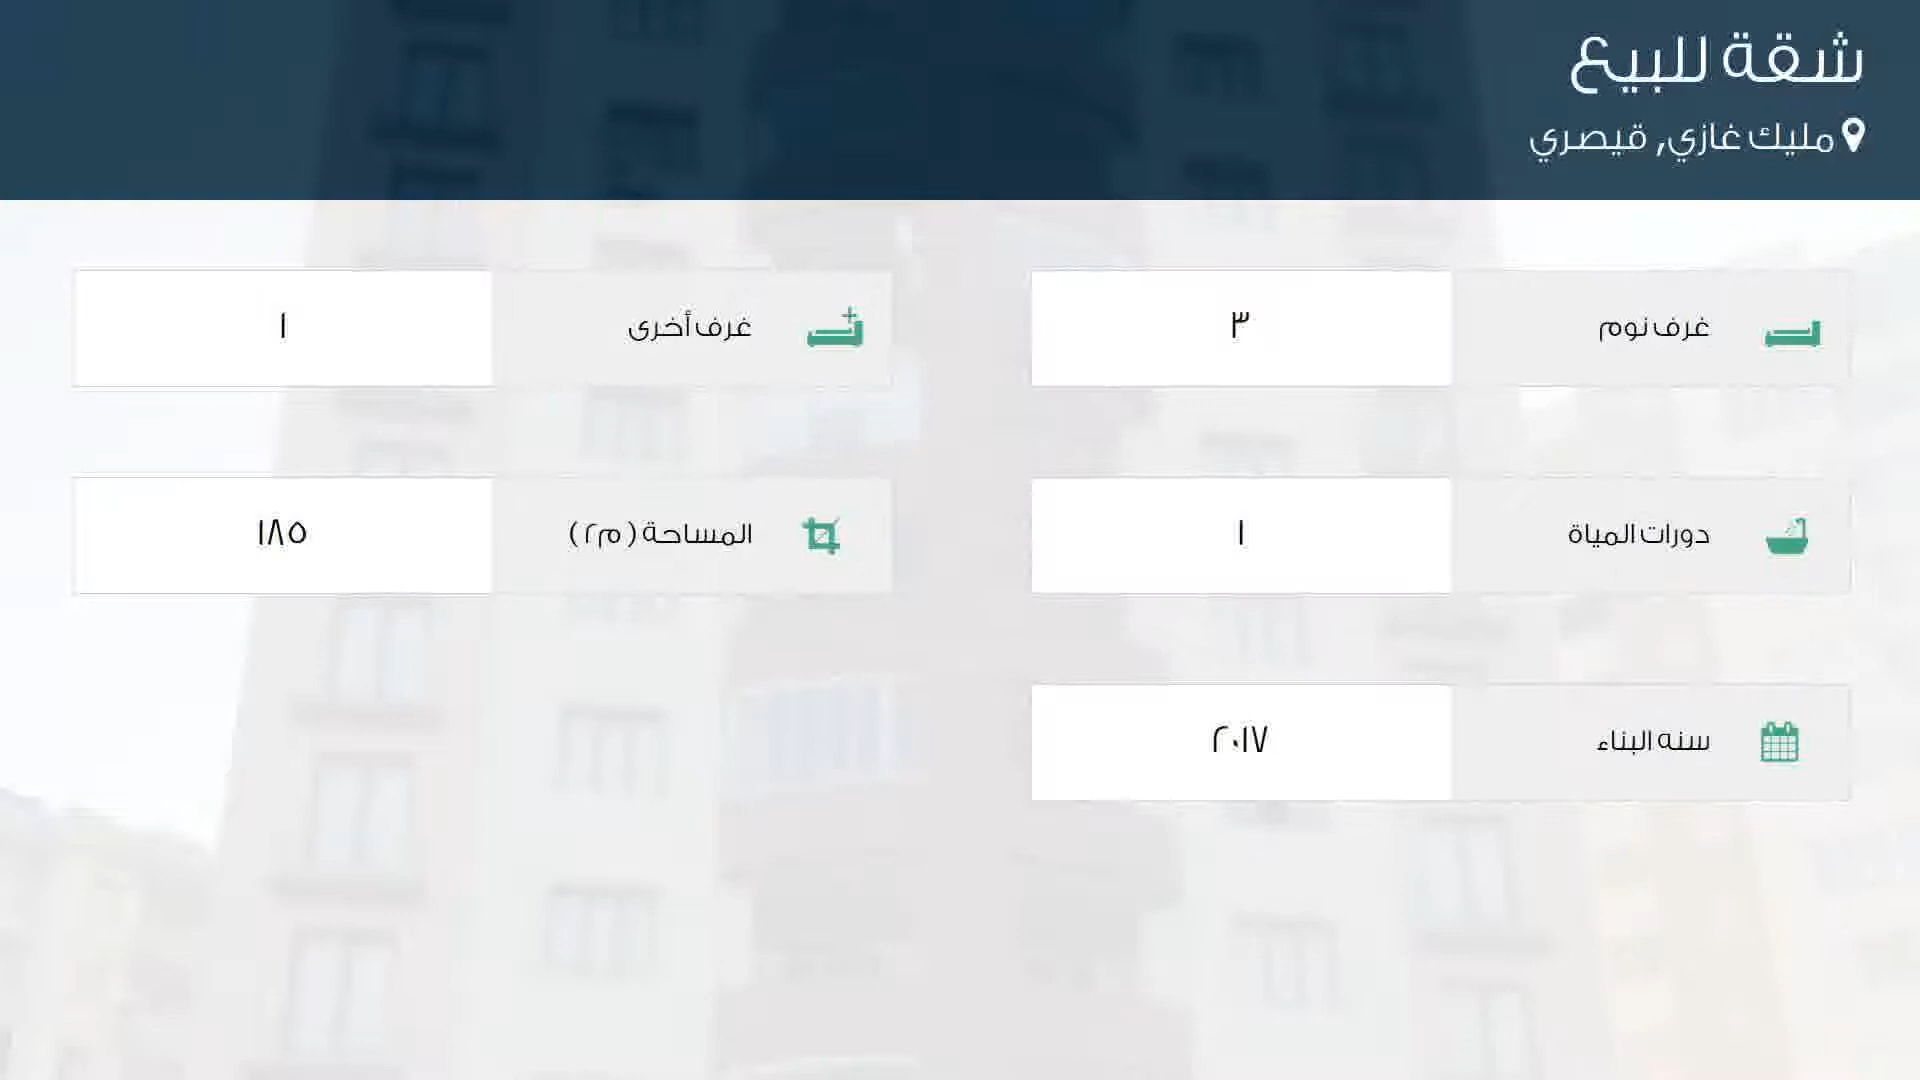 شقة للبيع
مليك غازي, قيصري
غرف نوم
٣
غرف أخرى
١
دورات المياة
١
المساحة (م٢)
١٨٥
سنه البناء
٢٠١٧